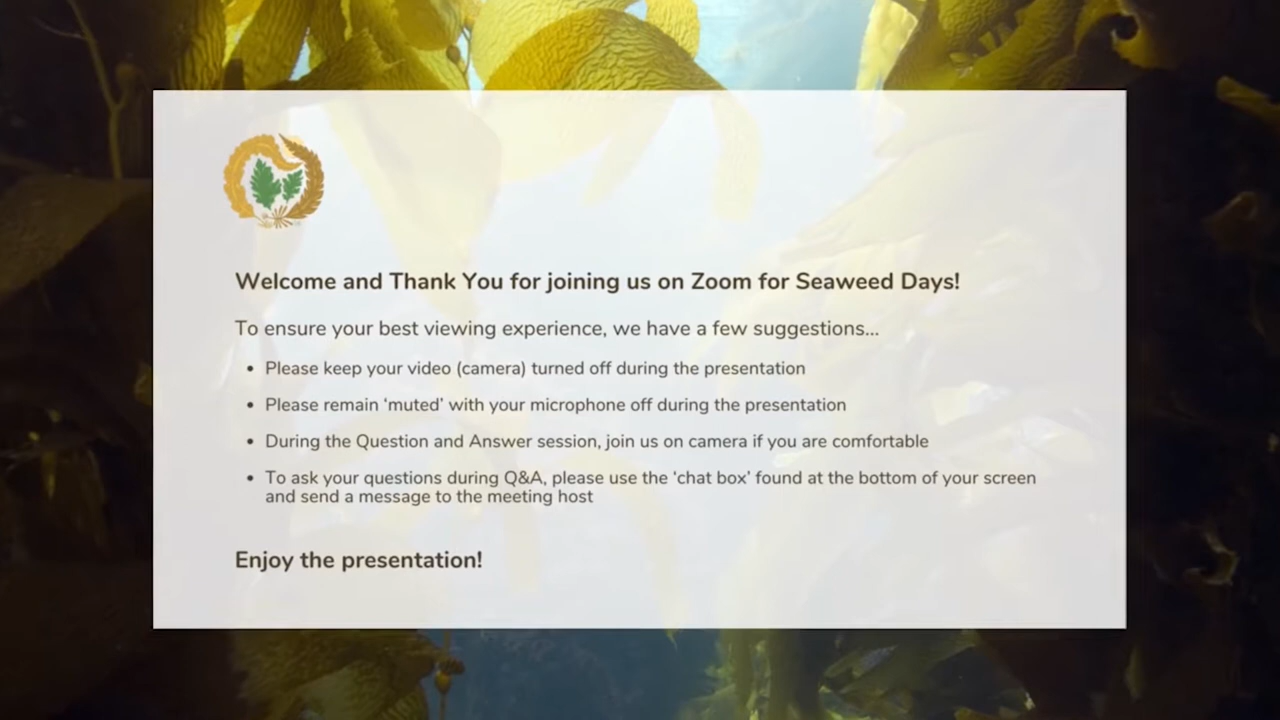 Welcome and Thank You for joining us on Zoom for Seaweed Days!
To ensure your best viewing experience, we have a few suggestions...
• Please keep your video (camera) turned off during the presentation
• Please remain ‘muted’ with your microphone off during the presentation
• During the Question and Answer session, join us on camera if you are comfortable
• To ask your questions during Q&A, please use the ‘chat box’ found at the bottom of your screen
and send a message to the meeting host
Enjoy the presentation!